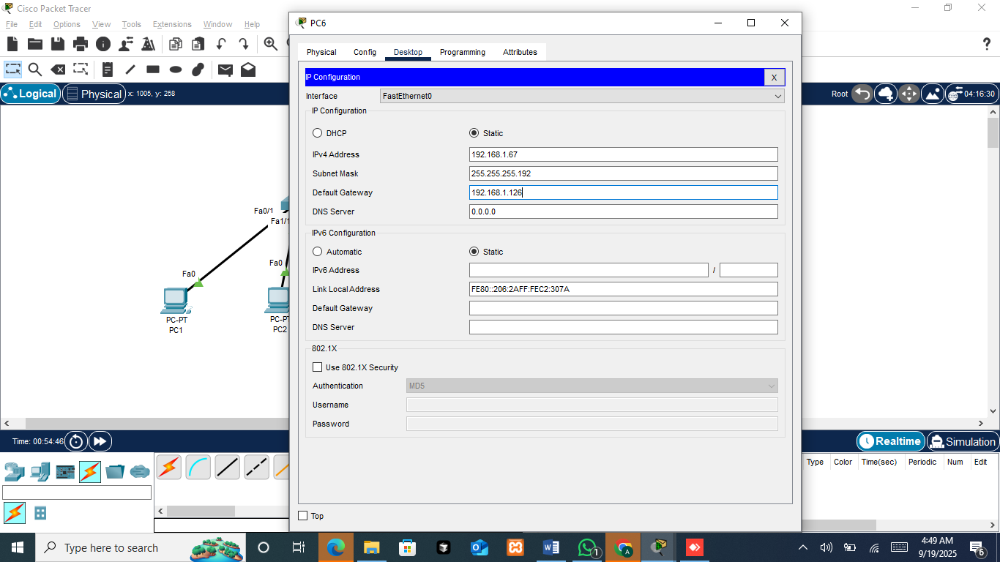 Cisco Packet Tracer
File Edit Options View Tools Extensions Window Help
Logical Physical x: 1005, y: 258
Root 04:16:30
Fa0/1
Fa1/1
Fa0
Fa0
PC-PT
PC1
PC-PT
PC2
PC6
Physical Config Desktop Programming Attributes
IP Configuration X
Interface FastEthernet0
IP Configuration
DHCP Static
IPv4 Address 192.168.1.67
Subnet Mask 255.255.255.192
Default Gateway 192.168.1.126
DNS Server 0.0.0.0
IPv6 Configuration
Automatic Static
IPv6 Address /
Link Local Address FE80::206:2AFF:FEC2:307A
Default Gateway
DNS Server
802.1X
Use 802.1X Security
Authentication MD5
Username
Password
Top
Time: 00:54:46
Realtime Simulation
Type Color Time(sec) Periodic Num Edit
Type here to search
1
A
4:49 AM
9/19/2025
6